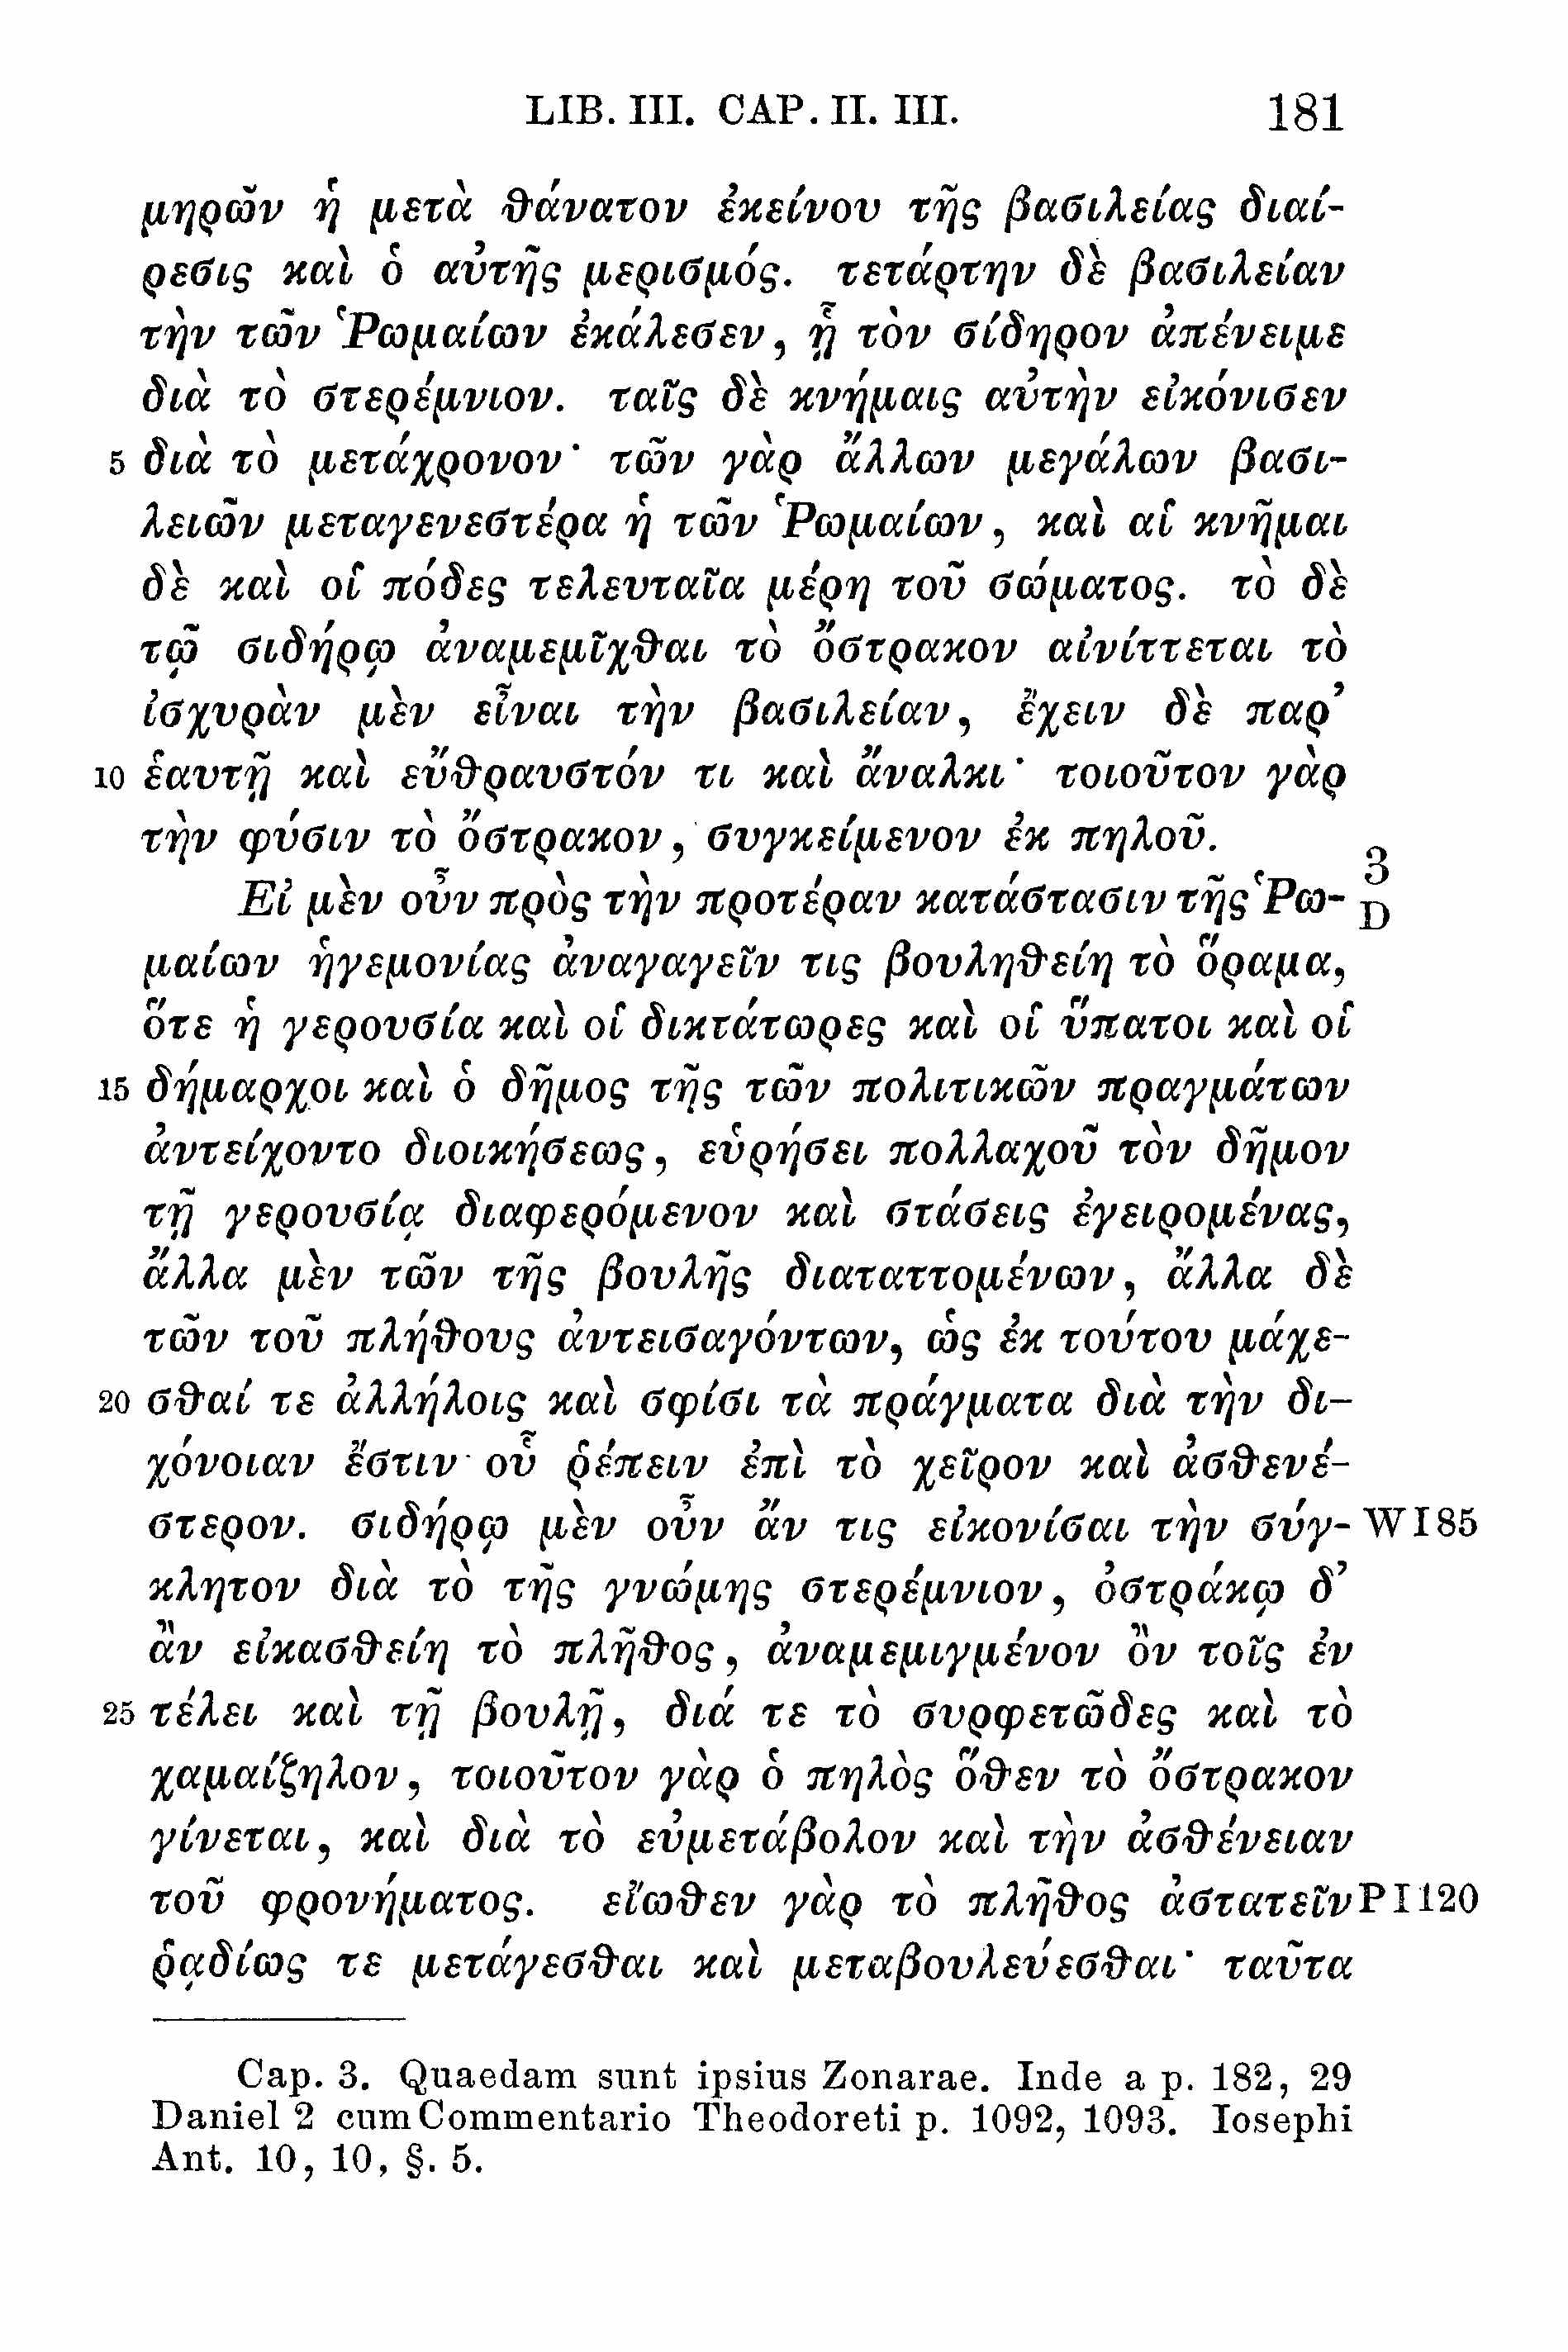 LIB. III. CAP. II. III. 181
μηρῶν ἡ μετὰ θάνατον ἐκείνου τῆς βασιλείας διαί-
ρεσις καὶ ὁ αὐτῆς μερισμός. τετάρτην δὲ βασιλείαν
τὴν τῶν Ῥωμαίων ἐκάλεσεν, ᾗ τὸν σίδηρον ἀπένειμε
διὰ τὸ στερέμνιον. ταῖς δὲ κνήμαις αὐτὴν εἰκόνισεν
5 διὰ τὸ μετάχρονον· τῶν γὰρ ἄλλων μεγάλων βασι-
λειῶν μεταγενεστέρα ἡ τῶν Ῥωμαίων, καὶ αἱ κνῆμαι
δὲ καὶ οἱ πόδες τελευταῖα μέρη τοῦ σώματος. τὸ δὲ
τῷ σιδήρῳ ἀναμεμῖχθαι τὸ ὄστρακον αἰνίττεται τὸ
ἰσχυρὰν μὲν εἶναι τὴν βασιλείαν, ἔχειν δὲ παρ’
10 ἑαυτῇ καὶ εὔθραυστόν τι καὶ ἄναλκι· τοιοῦτον γὰρ
τὴν φύσιν τὸ ὄστρακον, συγκείμενον ἐκ πηλοῦ.
Εἰ μὲν οὖν πρὸς τὴν προτέραν κατάστασιν τῆς Ῥω- 3 D
μαίων ἡγεμονίας ἀναγαγεῖν τις βουληθείη τὸ ὅραμα,
ὅτε ἡ γερουσία καὶ οἱ δικτάτωρες καὶ οἱ ὕπατοι καὶ οἱ
15 δήμαρχοι καὶ ὁ δῆμος τῆς τῶν πολιτικῶν πραγμάτων
ἀντείχοντο διοικήσεως, εὑρήσει πολλαχοῦ τὸν δῆμον
τῇ γερουσίᾳ διαφερόμενον καὶ στάσεις ἐγειρομένας,
ἄλλα μὲν τῶν τῆς βουλῆς διαταττομένων, ἄλλα δὲ
τῶν τοῦ πλήθους ἀντεισαγόντων, ὡς ἐκ τούτου μάχε-
20 σθαί τε ἀλλήλοις καὶ σφίσι τὰ πράγματα διὰ τὴν δι-
χόνοιαν ἔστιν οὗ ῥέπειν ἐπὶ τὸ χεῖρον καὶ ἀσθενέ-
στερον. σιδήρῳ μὲν οὖν ἄν τις εἰκονίσαι τὴν σύγ- W I 85
κλητον διὰ τὸ τῆς γνώμης στερέμνιον, ὀστράκῳ δ’
ἂν εἰκασθείη τὸ πλῆθος, ἀναμεμιγμένον ὂν τοῖς ἐν
25 τέλει καὶ τῇ βουλῇ, διά τε τὸ συρφετῶδες καὶ τὸ
χαμαίζηλον, τοιοῦτον γὰρ ὁ πηλὸς ὅθεν τὸ ὄστρακον
γίνεται, καὶ διὰ τὸ εὐμετάβολον καὶ τὴν ἀσθένειαν
τοῦ φρονήματος. εἴωθεν γὰρ τὸ πλῆθος ἀστατεῖν P I 120
ῥᾳδίως τε μετάγεσθαι καὶ μεταβουλεύεσθαι· ταῦτα
Cap. 3. Quaedam sunt ipsius Zonarae. Inde a p. 182, 29
Daniel 2 cum Commentario Theodoreti p. 1092, 1093. Iosephi
Ant. 10, 10, §. 5.